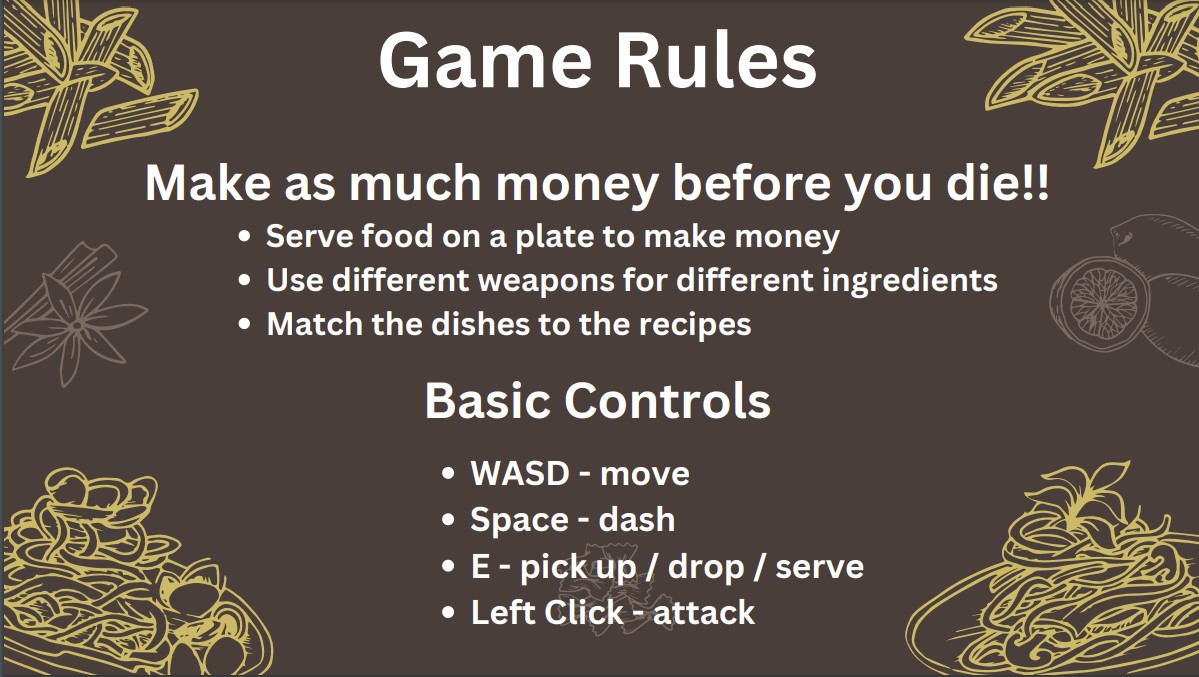 Game Rules
Make as much money before you die!!
• Serve food on a plate to make money
• Use different weapons for different ingredients
• Match the dishes to the recipes
Basic Controls
• WASD - move
• Space - dash
• E - pick up / drop / serve
• Left Click - attack